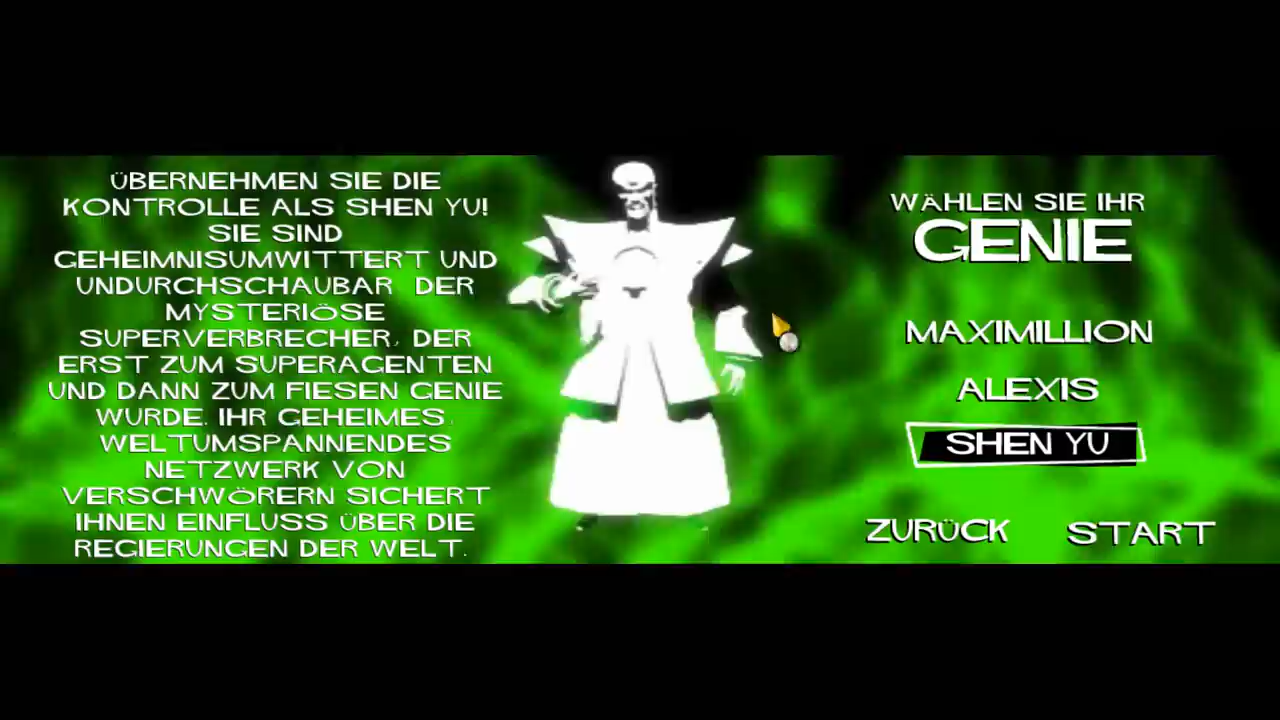 ÜBERNEHMEN SIE DIE
KONTROLLE ALS SHEN YU!
SIE SIND
GEHEIMNISUMWITTERT UND
UNDURCHSCHAUBAR DER
MYSTERIÖSE
SUPERVERBRECHER, DER
ERST ZUM SUPERAGENTEN
UND DANN ZUM FIESEN GENIE
WURDE. IHR GEHEIMES,
WELTUMSPANNENDES
NETZWERK VON
VERSCHWÖRERN SICHERT
IHNEN EINFLUSS ÜBER DIE
REGIERUNGEN DER WELT.
WÄHLEN SIE IHR
GENIE
MAXIMILLION
ALEXIS
SHEN YU
ZURÜCK
START